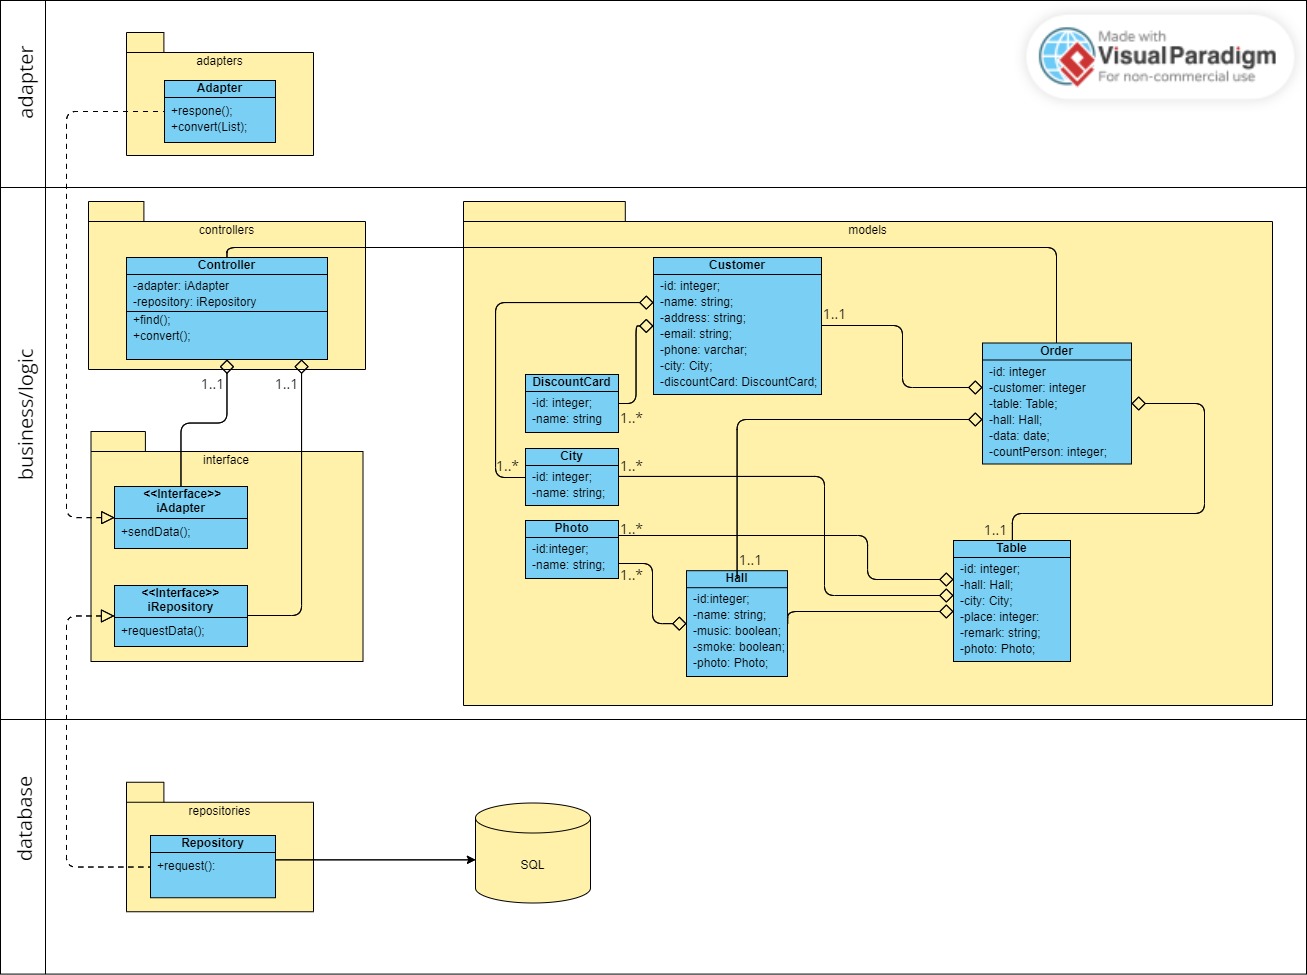 Made with
Visual Paradigm
For non-commercial use
adapter
adapters
Adapter
+respone();
+convert(List);
business/logic
controllers
Controller
-adapter: iAdapter
-repository: iRepository
+find();
+convert();
1..1
1..1
interface
<<Interface>>
iAdapter
+sendData();
<<Interface>>
iRepository
+requestData();
models
Customer
-id: integer;
-name: string;
-address: string;
-email: string;
-phone: varchar;
-city: City;
-discountCard: DiscountCard;
1..1
DiscountCard
-id: integer;
-name: string
1..*
Order
-id: integer
-customer: integer
-table: Table;
-hall: Hall;
-data: date;
-countPerson: integer;
City
-id: integer;
-name: string;
1..*
1..*
Photo
-id:integer;
-name: string;
1..*
1..*
1..1
Hall
-id:integer;
-name: string;
-music: boolean;
-smoke: boolean;
-photo: Photo;
1..1
Table
-id: integer;
-hall: Hall;
-city: City;
-place: integer:
-remark: string;
-photo: Photo;
database
repositories
Repository
+request():
SQL